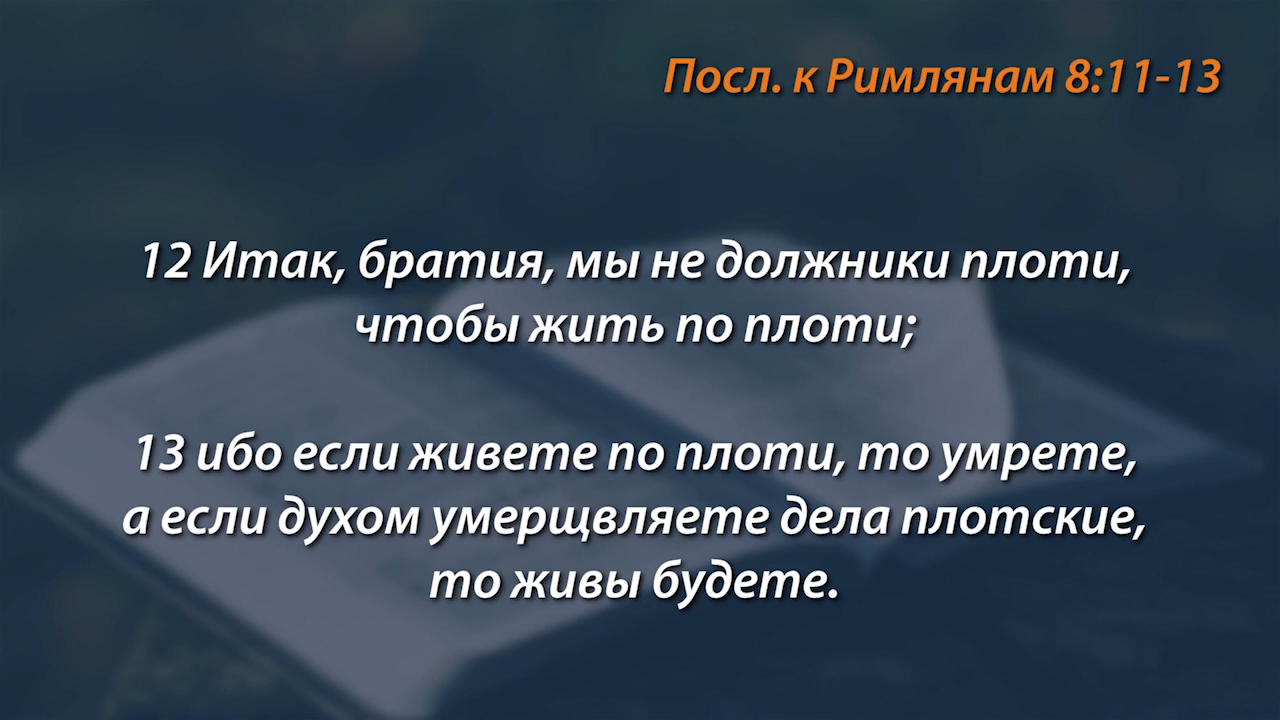 Посл. к Римлянам 8:11-13
12 Итак, братия, мы не должники плоти,
чтобы жить по плоти;
13 ибо если живете по плоти, то умрете,
а если духом умерщвляете дела плотские,
то живы будете.